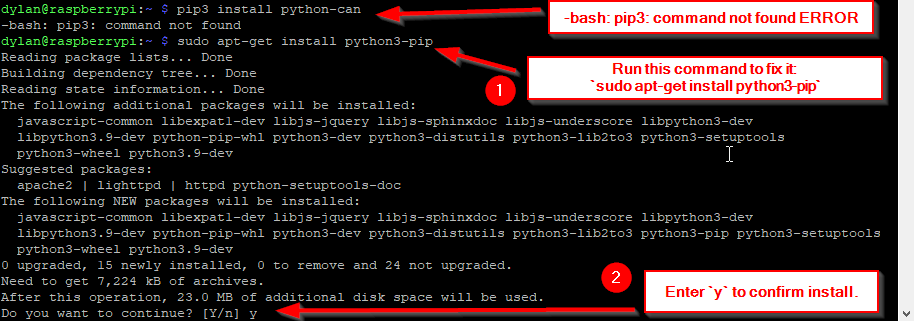 dylan@raspberrypi:~ $ pip3 install python-can
-bash: pip3: command not found
-bash: pip3: command not found ERROR
dylan@raspberrypi:~ $ sudo apt-get install python3-pip
Reading package lists... Done
Building dependency tree... Done
Reading state information... Done
1
Run this command to fix it:
`sudo apt-get install python3-pip`
The following additional packages will be installed:
javascript-common libexpat1-dev libjs-jquery libjs-sphinxdoc libjs-underscore libpython3-dev
libpython3.9-dev python-pip-whl python3-dev python3-distutils python3-lib2to3 python3-setuptools
python3-wheel python3.9-dev
Suggested packages:
apache2 | lighttpd | httpd python-setuptools-doc
The following NEW packages will be installed:
javascript-common libexpat1-dev libjs-jquery libjs-sphinxdoc libjs-underscore libpython3-dev
libpython3.9-dev python-pip-whl python3-dev python3-distutils python3-lib2to3 python3-pip python3-setuptools
python3-wheel python3.9-dev
0 upgraded, 15 newly installed, 0 to remove and 24 not upgraded.
Need to get 7,224 kB of archives.
After this operation, 23.0 MB of additional disk space will be used.
Do you want to continue? [Y/n] y
2
Enter `y` to confirm install.